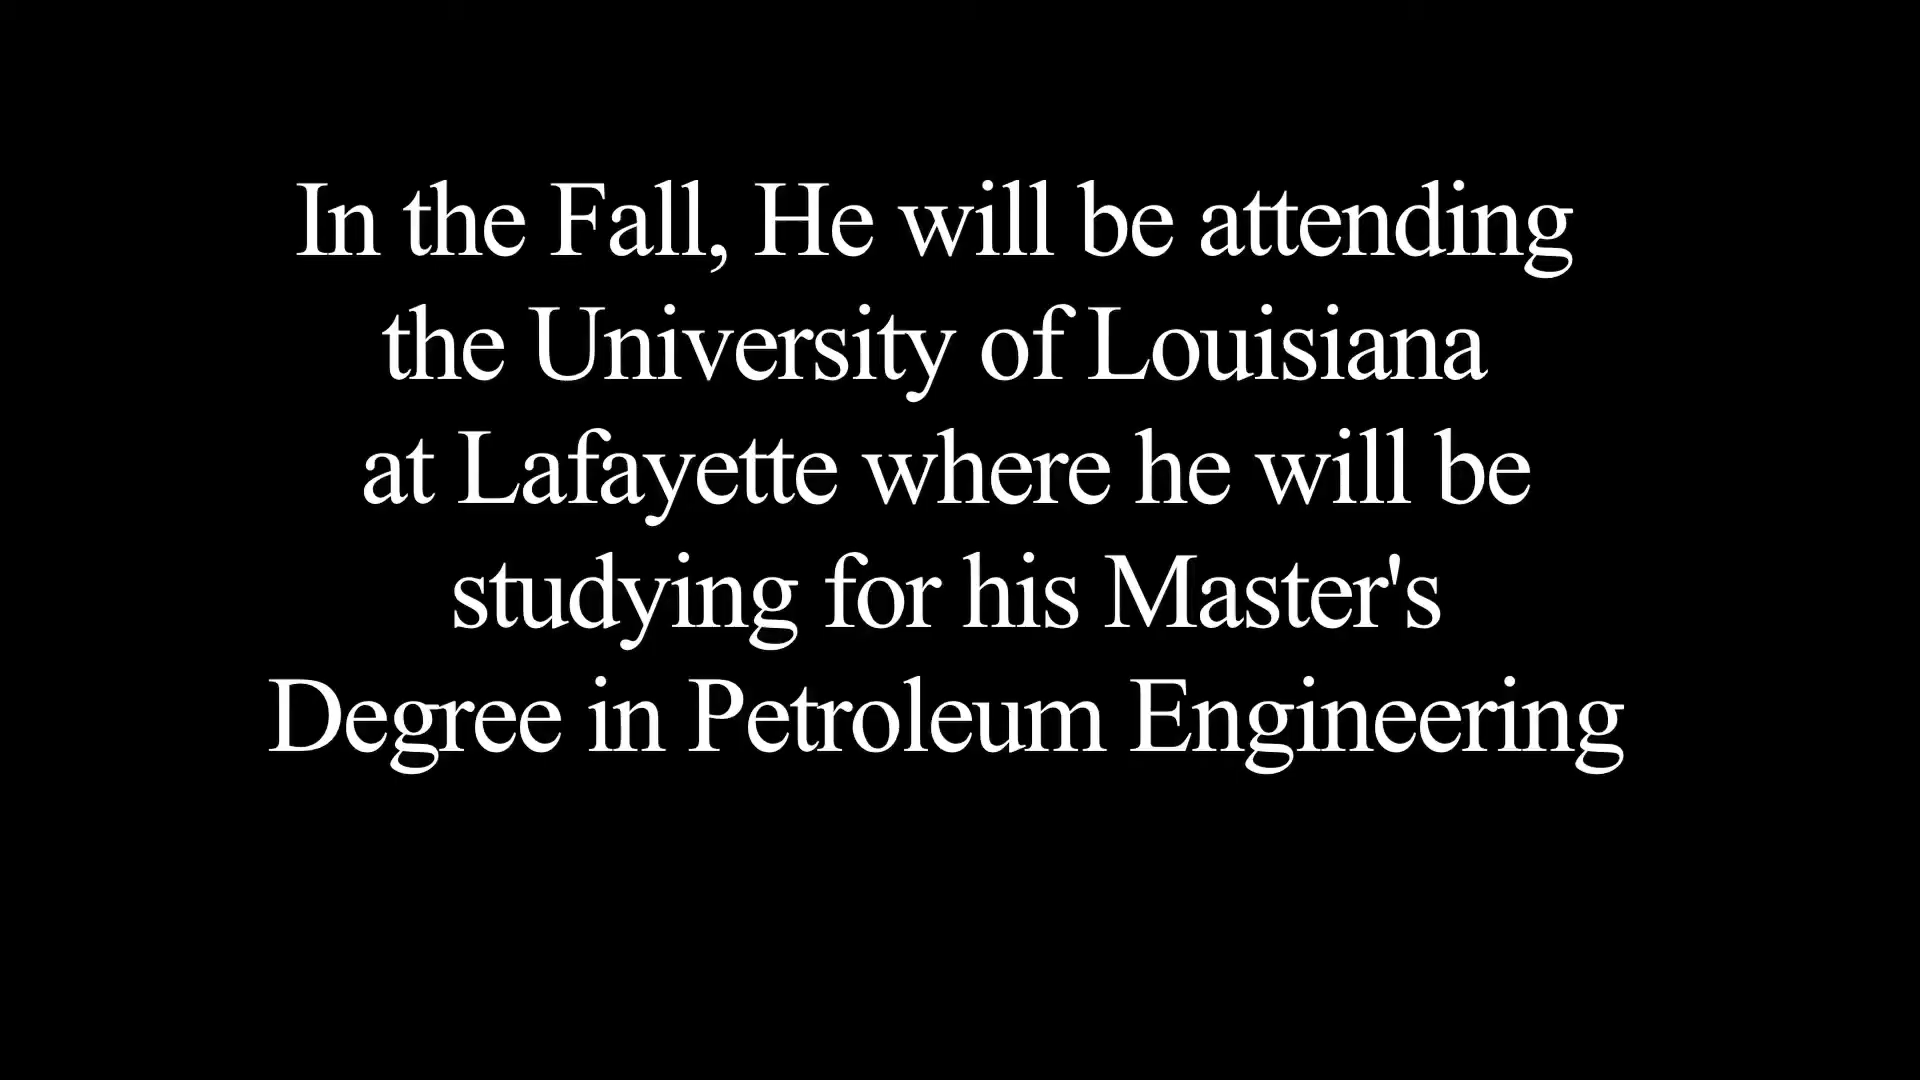 In the Fall, He will be attending
the University of Louisiana
at Lafayette where he will be
studying for his Master's
Degree in Petroleum Engineering